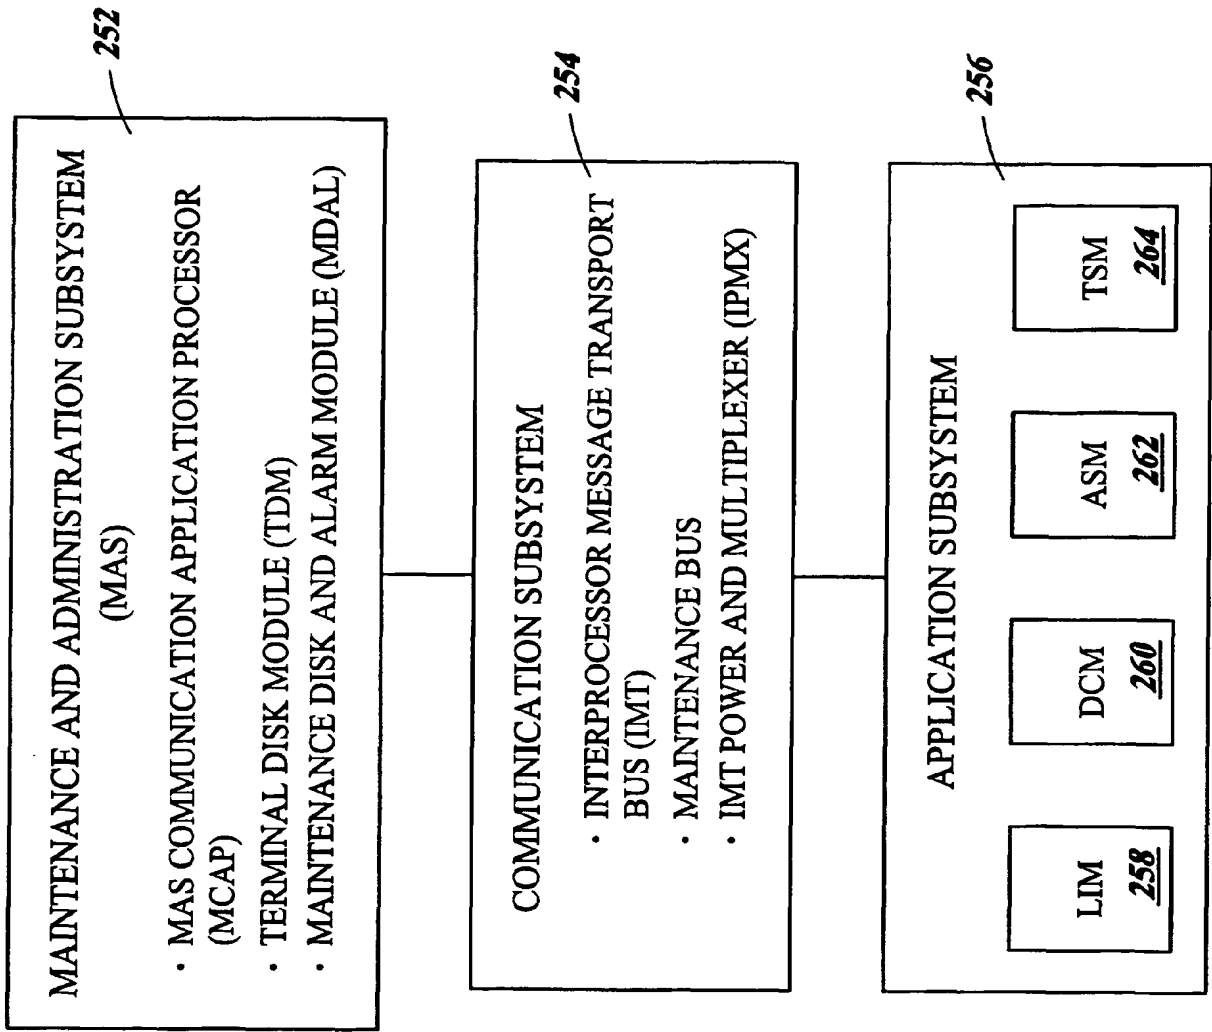 252
MAINTENANCE AND ADMINISTRATION SUBSYSTEM
(MAS)
· MAS COMMUNICATION APPLICATION PROCESSOR
(MCAP)
· TERMINAL DISK MODULE (TDM)
· MAINTENANCE DISK AND ALARM MODULE (MDAL)
254
COMMUNICATION SUBSYSTEM
· INTERPROCESSOR MESSAGE TRANSPORT
BUS (IMT)
· MAINTENANCE BUS
· IMT POWER AND MULTIPLEXER (IPMX)
256
APPLICATION SUBSYSTEM
LIM
258
DCM
260
ASM
262
TSM
264